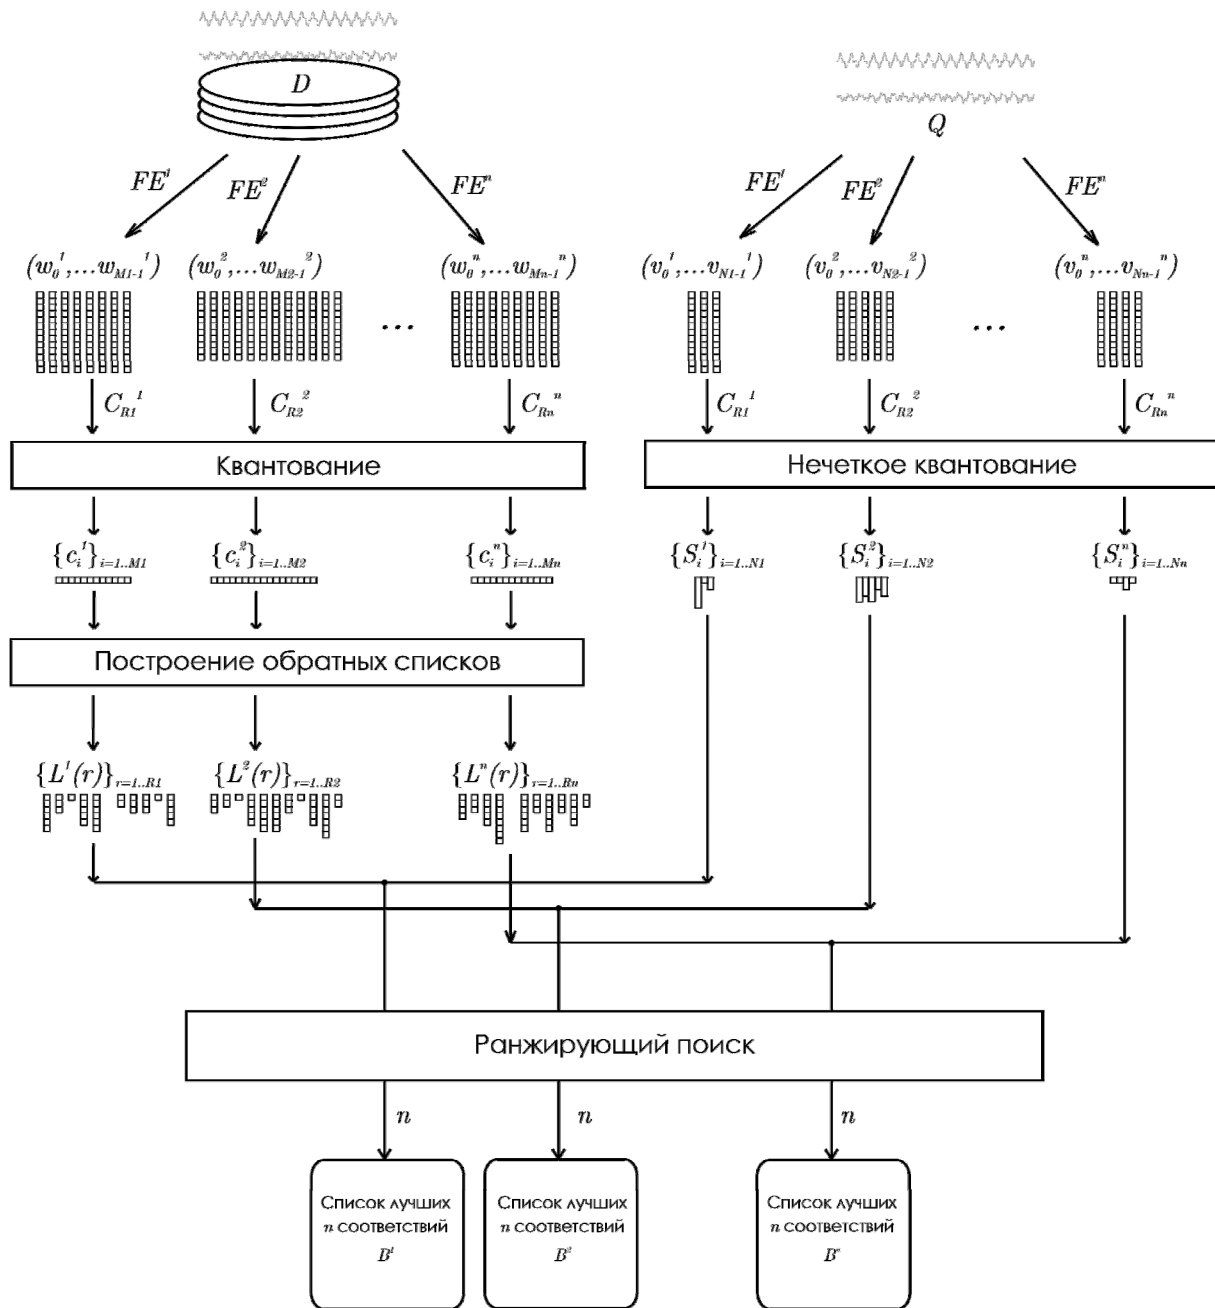 D
Q
FE¹ FE² FEⁿ
FE¹ FE² FEⁿ
(w₀¹,...w_{M1-1}¹) (w₀²,...w_{M2-1}²) (w₀ⁿ,...w_{Mn-1}ⁿ) (v₀¹,...v_{N1-1}¹) (v₀²,...v_{N2-1}²) (v₀ⁿ,...v_{Nn-1}ⁿ)
... ...
C_{R1}¹ C_{R2}² C_{Rn}ⁿ C_{R1}¹ C_{R2}² C_{Rn}ⁿ
Квантование
Нечеткое квантование
{c_i¹}_{i=1..M1} {c_i²}_{i=1..M2} {c_iⁿ}_{i=1..Mn} {S_i¹}_{i=1..N1} {S_i²}_{i=1..N2} {S_iⁿ}_{i=1..Nn}
Построение обратных списков
{L¹(r)}_{r=1..R1} {L²(r)}_{r=1..R2} {Lⁿ(r)}_{r=1..Rn}
Ранжирующий поиск
n n n
Список лучших
n соответствий
B¹
Список лучших
n соответствий
B²
Список лучших
n соответствий
Bⁿ